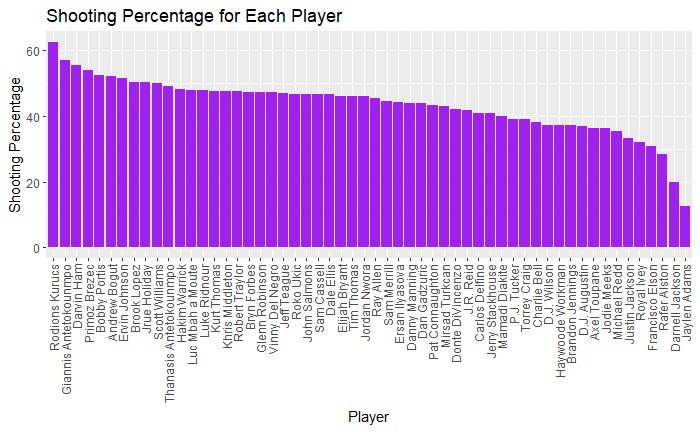 Shooting Percentage for Each Player
Shooting Percentage
60
40
20
0
Rodions Kurucs
Giannis Antetokounmpo
Darvin Ham
Primoz Brezec
Bobby Portis
Andrew Bogut
Ervin Johnson
Brook Lopez
Jrue Holiday
Scott Williams
Thanasis Antetokounmpo
Hakim Warrick
Luc Mbah a Moute
Luke Ridnour
Kurt Thomas
Khris Middleton
Robert Traylor
Bryn Forbes
Glenn Robinson
Vinny Del Negro
Jeff Teague
Roko Ukic
John Salmons
Sam Cassell
Dale Ellis
Elijah Bryant
Tim Thomas
Jordan Nwora
Ray Allen
Sam Merrill
Ersan Ilyasova
Danny Manning
Dan Gadzuric
Pat Connaughton
Mirsad Turkcan
Donte DiVincenzo
J.R. Reid
Carlos Delfino
Jerry Stackhouse
Mamadi Diakite
P.J. Tucker
Torrey Craig
Charlie Bell
D.J. Wilson
Haywoode Workman
Brandon Jennings
D.J. Augustin
Axel Toupane
Jodie Meeks
Michael Redd
Justin Jackson
Royal Ivey
Francisco Elson
Rafer Alston
Darnell Jackson
Jaylen Adams
Player